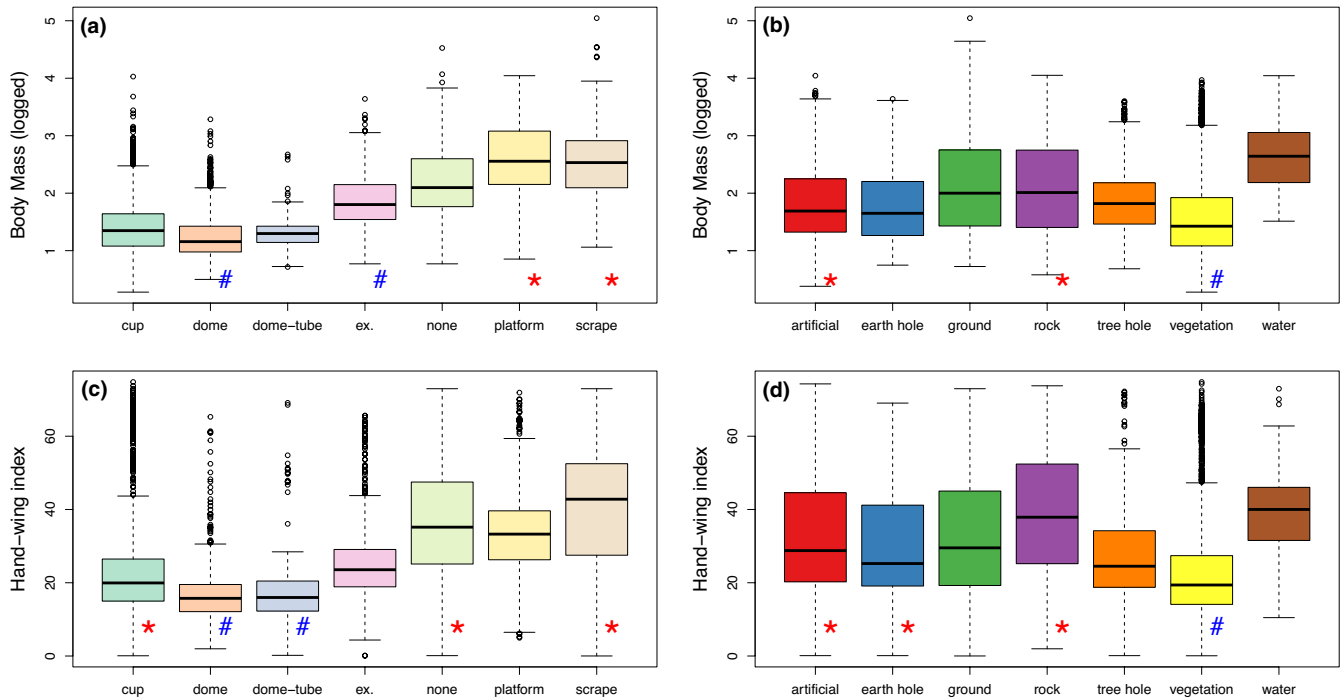 (a)
Body Mass (logged)
5
4
3
2
1
# # * *
cup dome dome−tube ex. none platform scrape
(b)
Body Mass (logged)
5
4
3
2
1
* * #
artificial earth hole ground rock tree hole vegetation water
(c)
Hand−wing index
60
40
20
0
* # # * *
cup dome dome−tube ex. none platform scrape
(d)
Hand−wing index
60
40
20
0
* * * #
artificial earth hole ground rock tree hole vegetation water